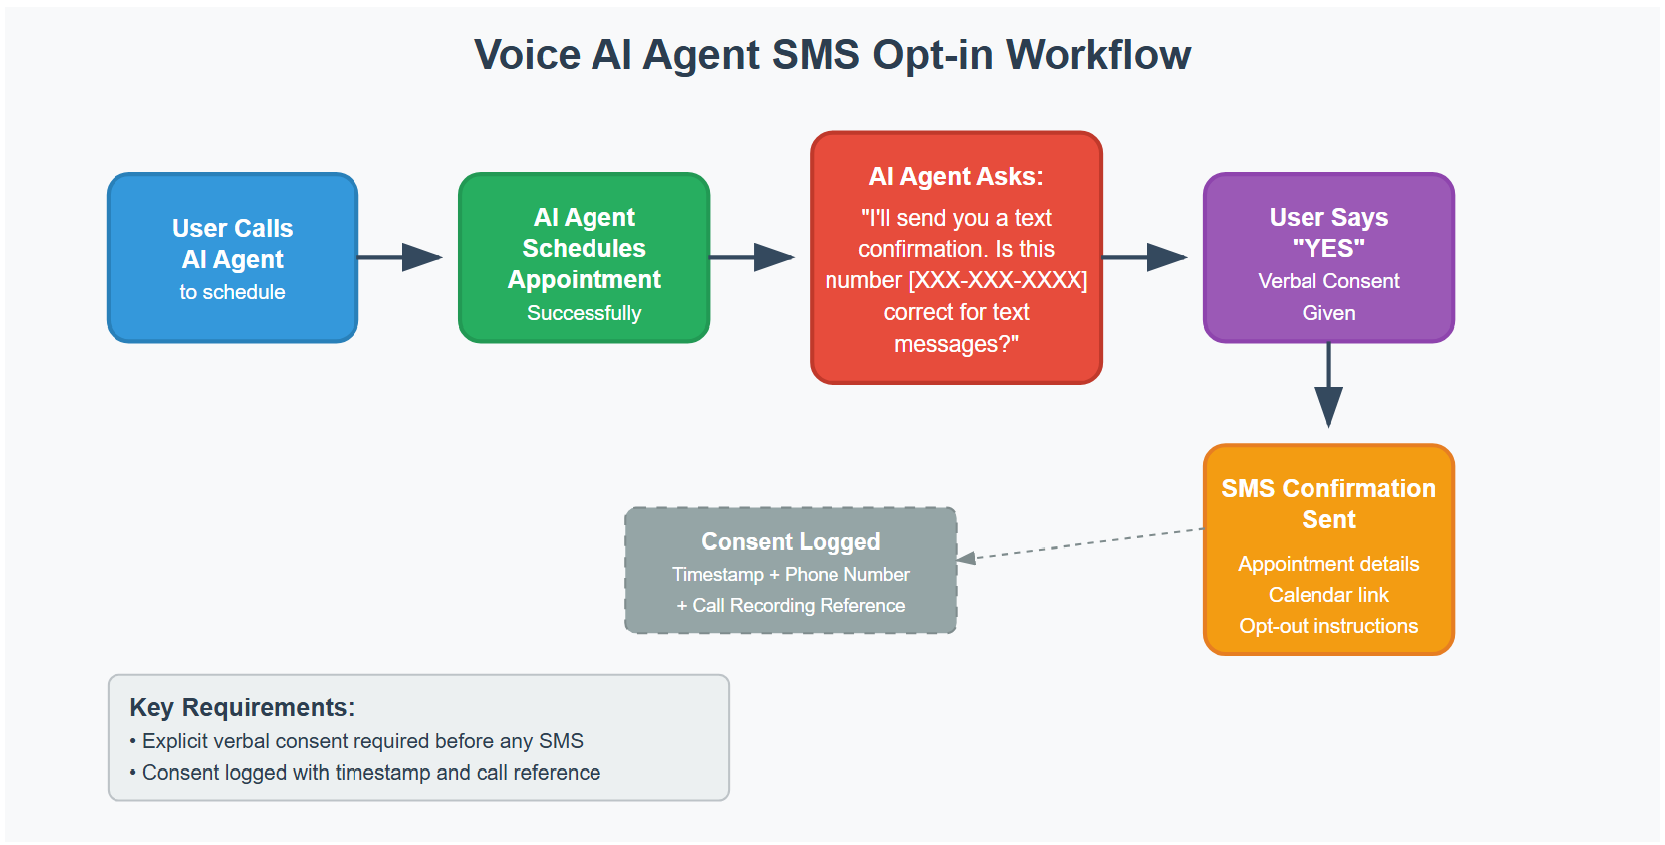 Voice AI Agent SMS Opt-in Workflow
User Calls
AI Agent
to schedule
AI Agent
Schedules
Appointment
Successfully
AI Agent Asks:
"I'll send you a text
confirmation. Is this
number [XXX-XXX-XXXX]
correct for text
messages?"
User Says
"YES"
Verbal Consent
Given
SMS Confirmation
Sent
Appointment details
Calendar link
Opt-out instructions
Consent Logged
Timestamp + Phone Number
+ Call Recording Reference
Key Requirements:
• Explicit verbal consent required before any SMS
• Consent logged with timestamp and call reference